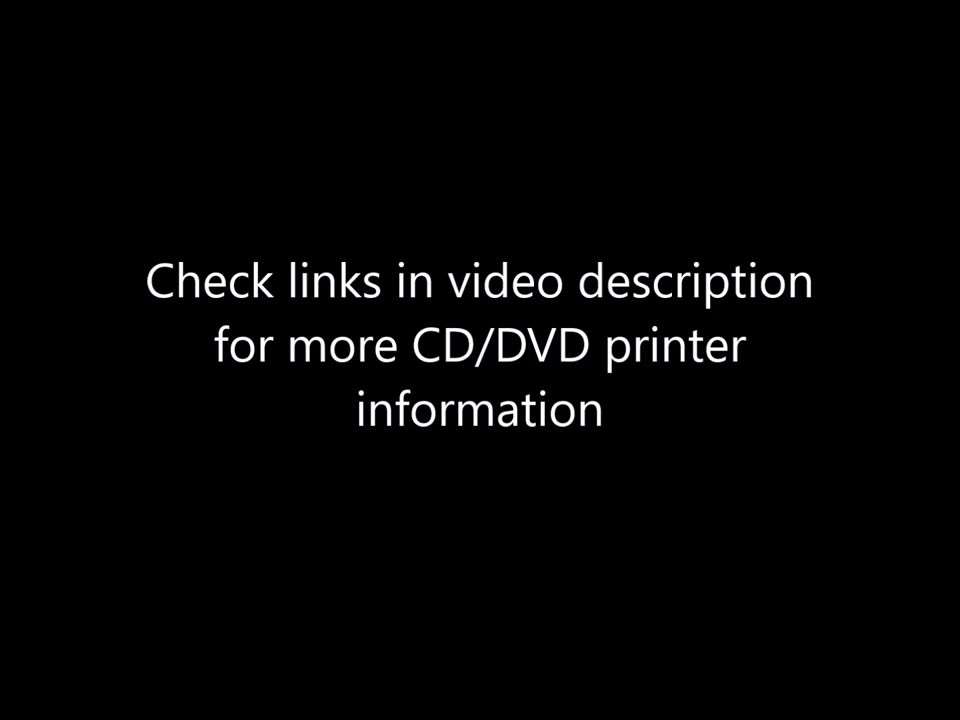 Check links in video description
for more CD/DVD printer
information